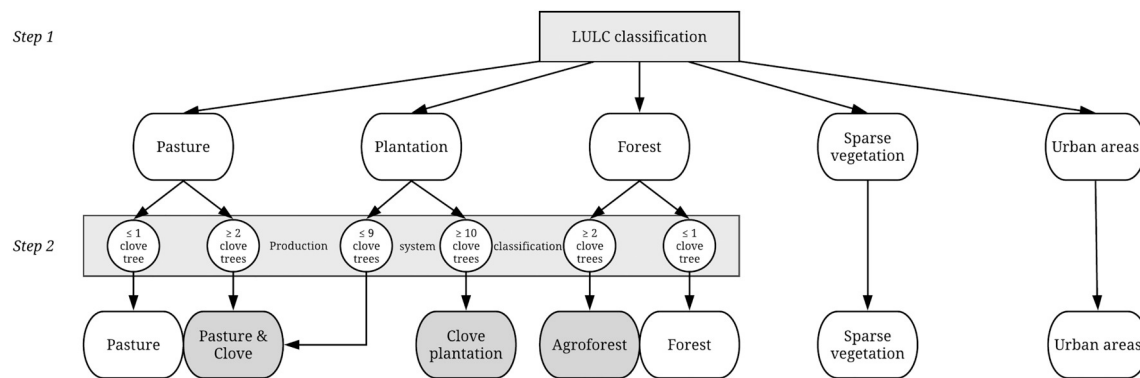 Step 1
LULC classification
Pasture
Plantation
Forest
Sparse
vegetation
Urban areas
Step 2
≤ 1
clove
tree
≥ 2
clove
trees
Production
≤ 9
clove
trees
system
≥ 10
clove
trees
classification
≥ 2
clove
trees
≤ 1
clove
tree
Pasture
Pasture &
Clove
Clove
plantation
Agroforest
Forest
Sparse
vegetation
Urban areas